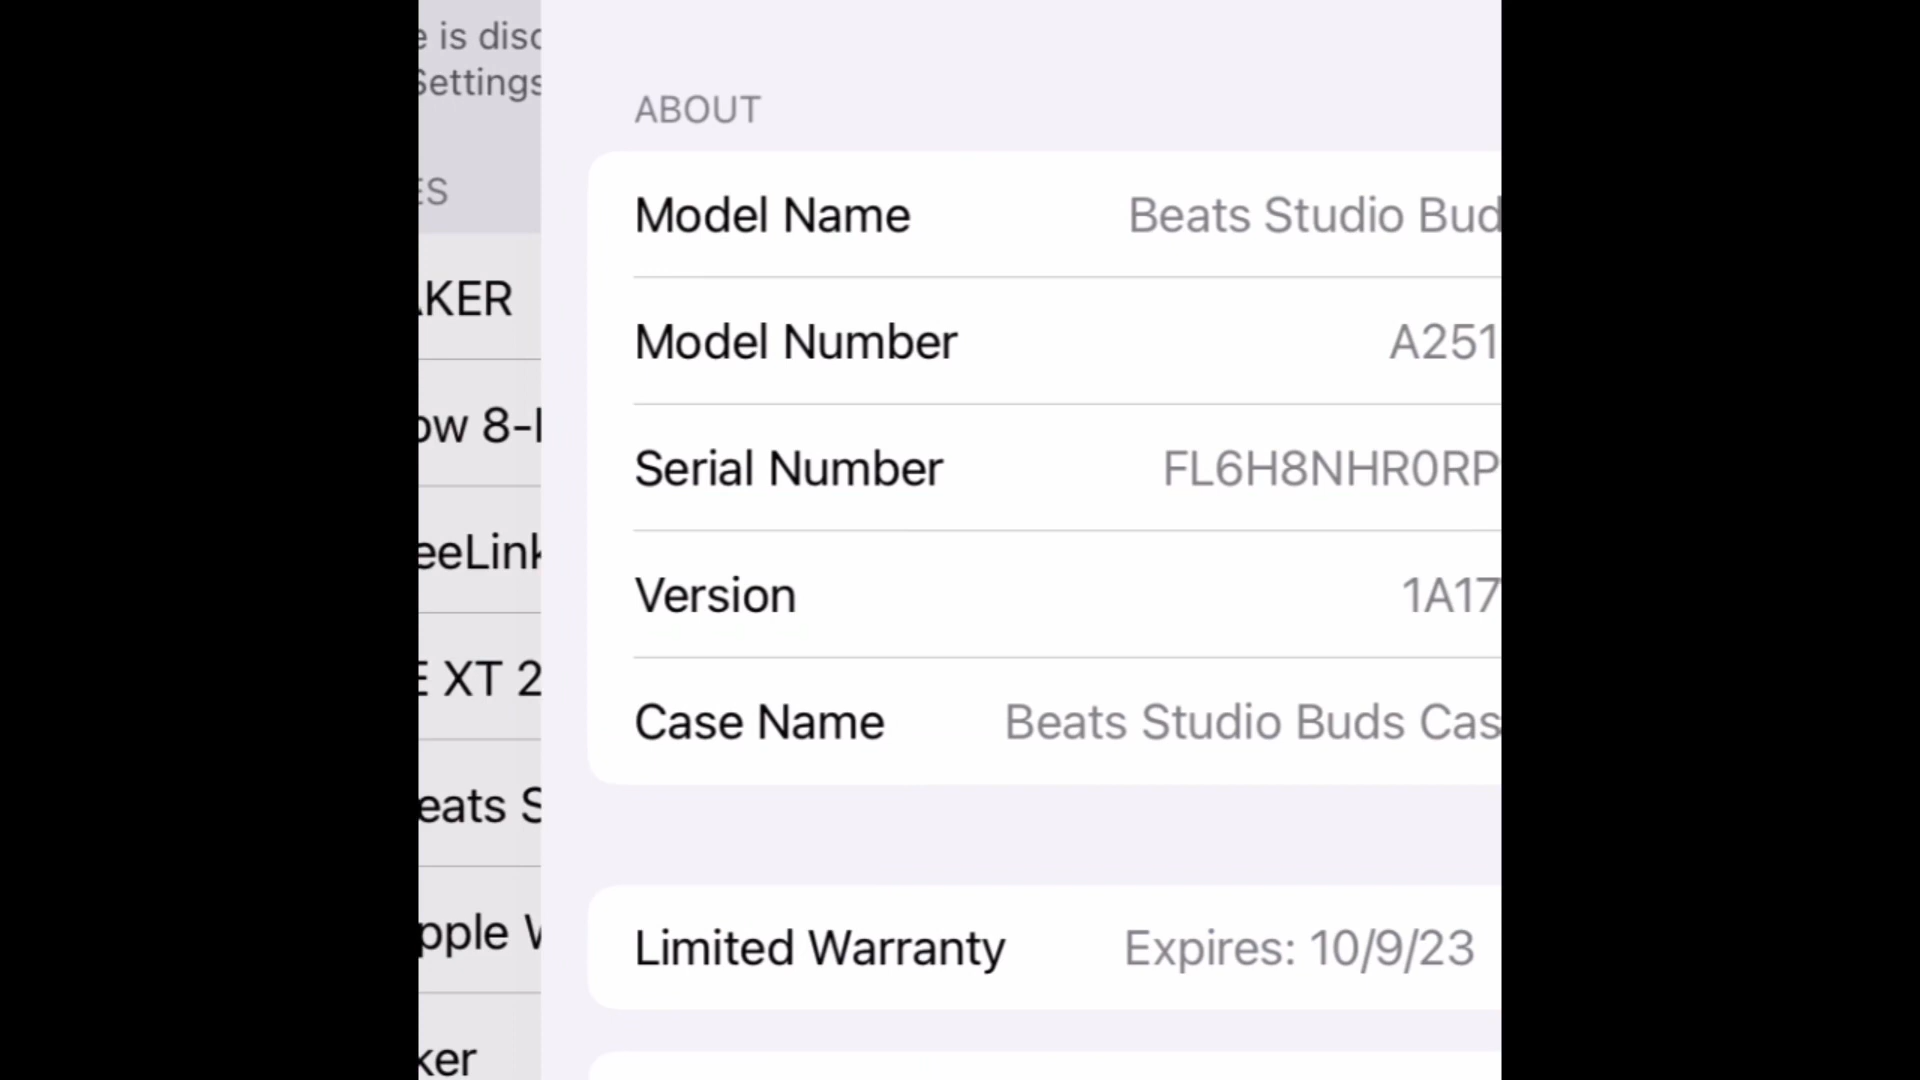 e is disc
Settings
ES
AKER
ow 8-
eeLink
E XT 2
eats S
pple W
ker
ABOUT
Model Name Beats Studio Bud
Model Number A251
Serial Number FL6H8NHR0RP
Version 1A17
Case Name Beats Studio Buds Cas
Limited Warranty Expires: 10/9/23